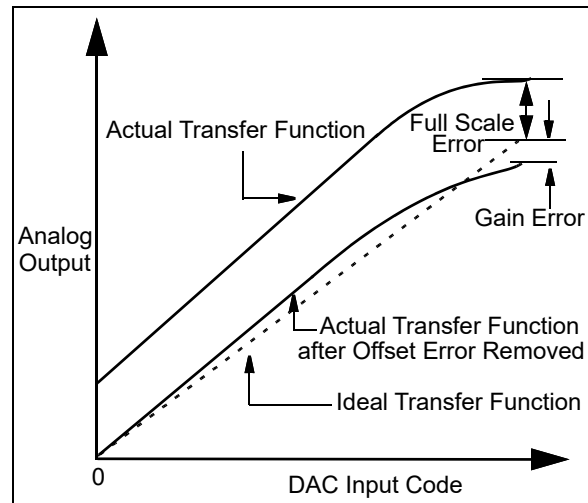 Actual Transfer Function
Full Scale
Error
Gain Error
Analog
Output
Actual Transfer Function
after Offset Error Removed
Ideal Transfer Function
0
DAC Input Code